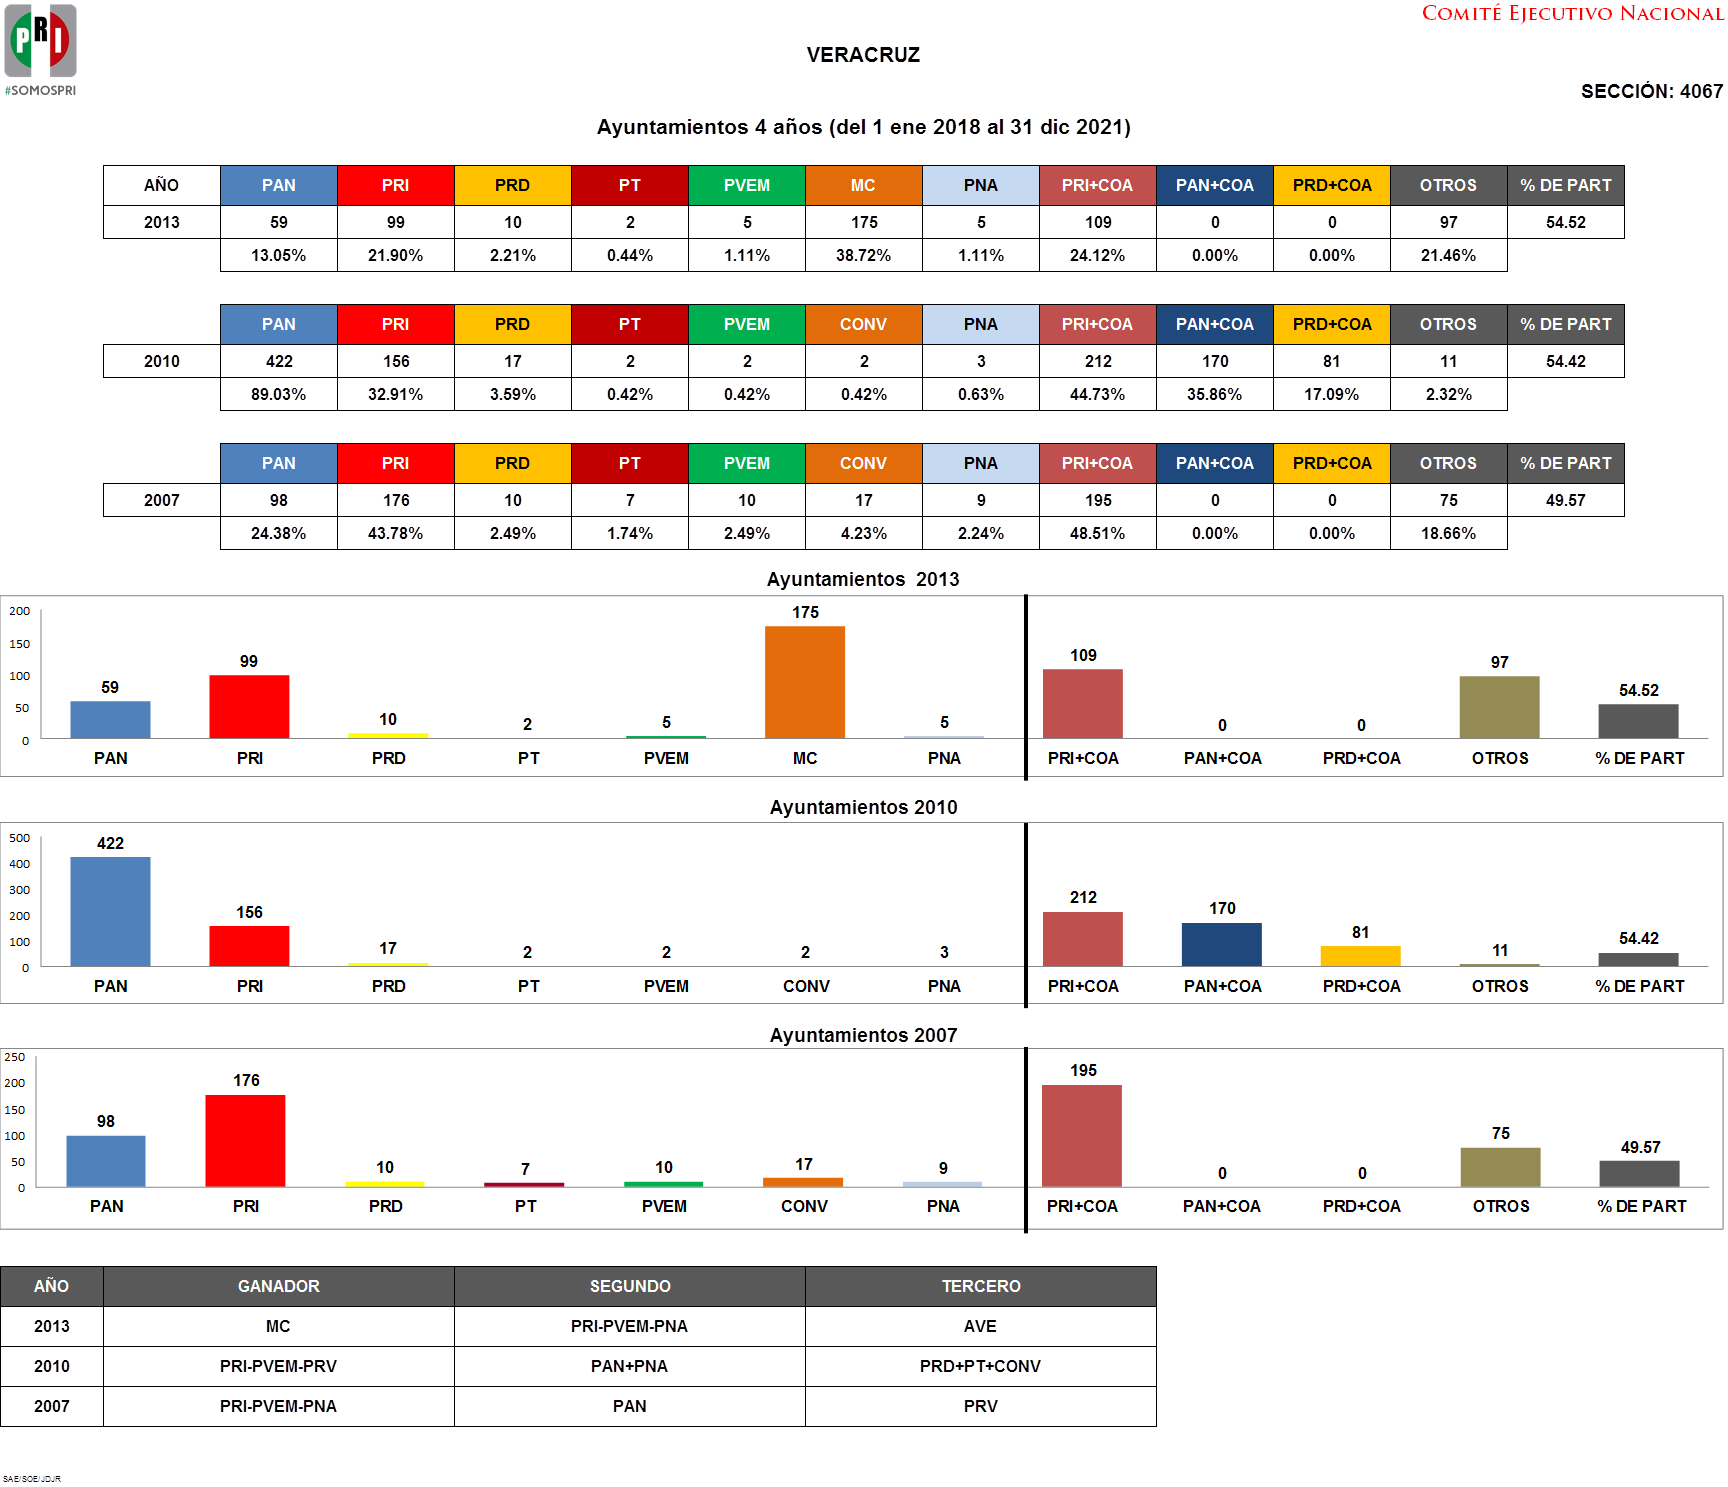 PRI
#SOMOSPRI
COMITÉ EJECUTIVO NACIONAL
VERACRUZ
SECCIÓN: 4067
Ayuntamientos 4 años (del 1 ene 2018 al 31 dic 2021)
AÑO PAN PRI PRD PT PVEM MC PNA PRI+COA PAN+COA PRD+COA OTROS % DE PART
2013 59 99 10 2 5 175 5 109 0 0 97 54.52
13.05% 21.90% 2.21% 0.44% 1.11% 38.72% 1.11% 24.12% 0.00% 0.00% 21.46%
PAN PRI PRD PT PVEM CONV PNA PRI+COA PAN+COA PRD+COA OTROS % DE PART
2010 422 156 17 2 2 2 3 212 170 81 11 54.42
89.03% 32.91% 3.59% 0.42% 0.42% 0.42% 0.63% 44.73% 35.86% 17.09% 2.32%
PAN PRI PRD PT PVEM CONV PNA PRI+COA PAN+COA PRD+COA OTROS % DE PART
2007 98 176 10 7 10 17 9 195 0 0 75 49.57
24.38% 43.78% 2.49% 1.74% 2.49% 4.23% 2.24% 48.51% 0.00% 0.00% 18.66%
Ayuntamientos 2013
200
150
100
50
0
59 99 10 2 5 175 5 109 0 0 97 54.52
PAN PRI PRD PT PVEM MC PNA PRI+COA PAN+COA PRD+COA OTROS % DE PART
Ayuntamientos 2010
500
400
300
200
100
0
422 156 17 2 2 2 3 212 170 81 11 54.42
PAN PRI PRD PT PVEM CONV PNA PRI+COA PAN+COA PRD+COA OTROS % DE PART
Ayuntamientos 2007
250
200
150
100
50
0
98 176 10 7 10 17 9 195 0 0 75 49.57
PAN PRI PRD PT PVEM CONV PNA PRI+COA PAN+COA PRD+COA OTROS % DE PART
AÑO GANADOR SEGUNDO TERCERO
2013 MC PRI-PVEM-PNA AVE
2010 PRI-PVEM-PRV PAN+PNA PRD+PT+CONV
2007 PRI-PVEM-PNA PAN PRV
SAE/SOE/JDJR